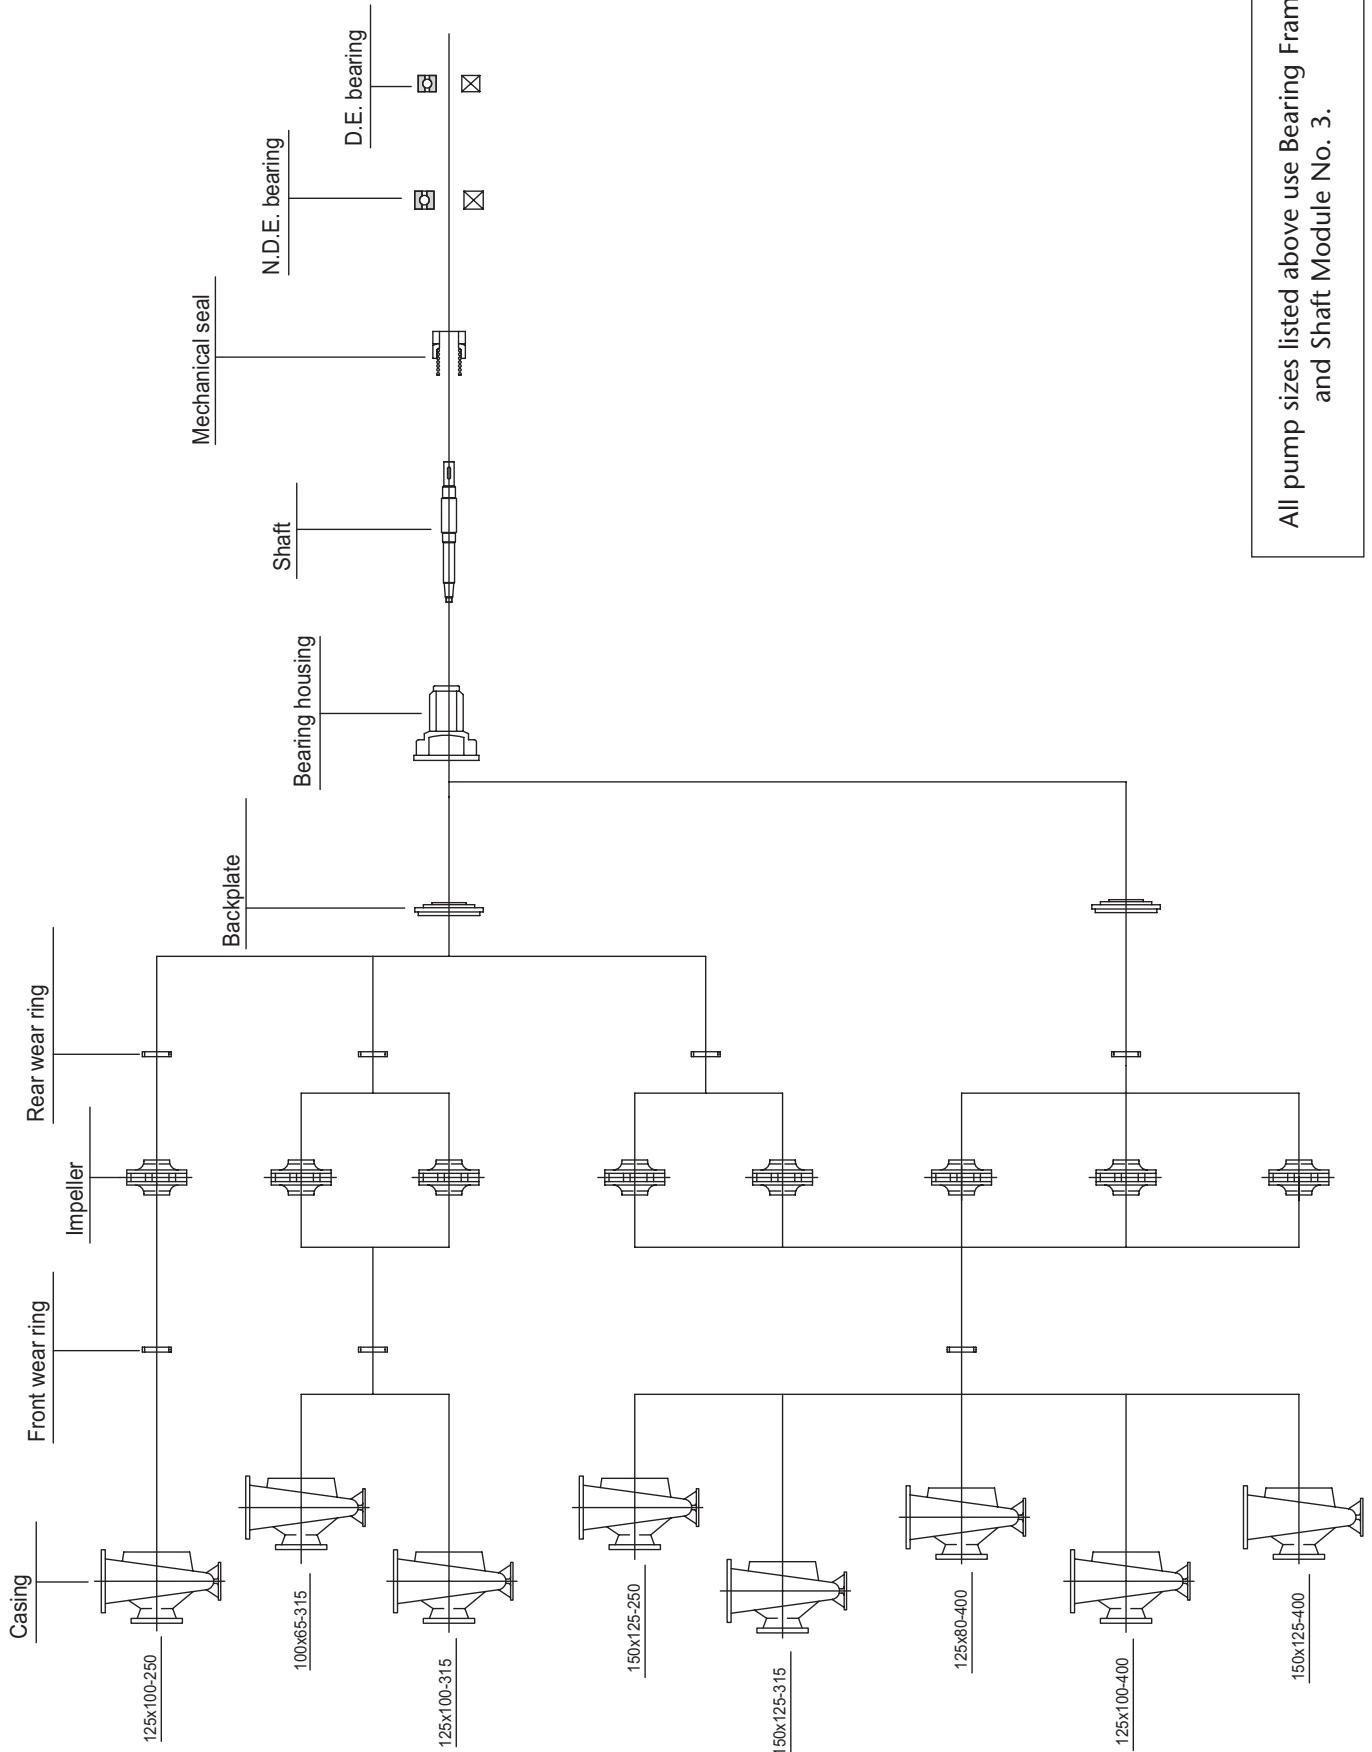 Casing
Front wear ring
Impeller
Rear wear ring
Backplate
Bearing housing
Shaft
Mechanical seal
N.D.E. bearing
D.E. bearing
125x100-250
100x65-315
125x100-315
150x125-250
150x125-315
125x80-400
125x100-400
150x125-400
All pump sizes listed above use Bearing Fram
and Shaft Module No. 3.